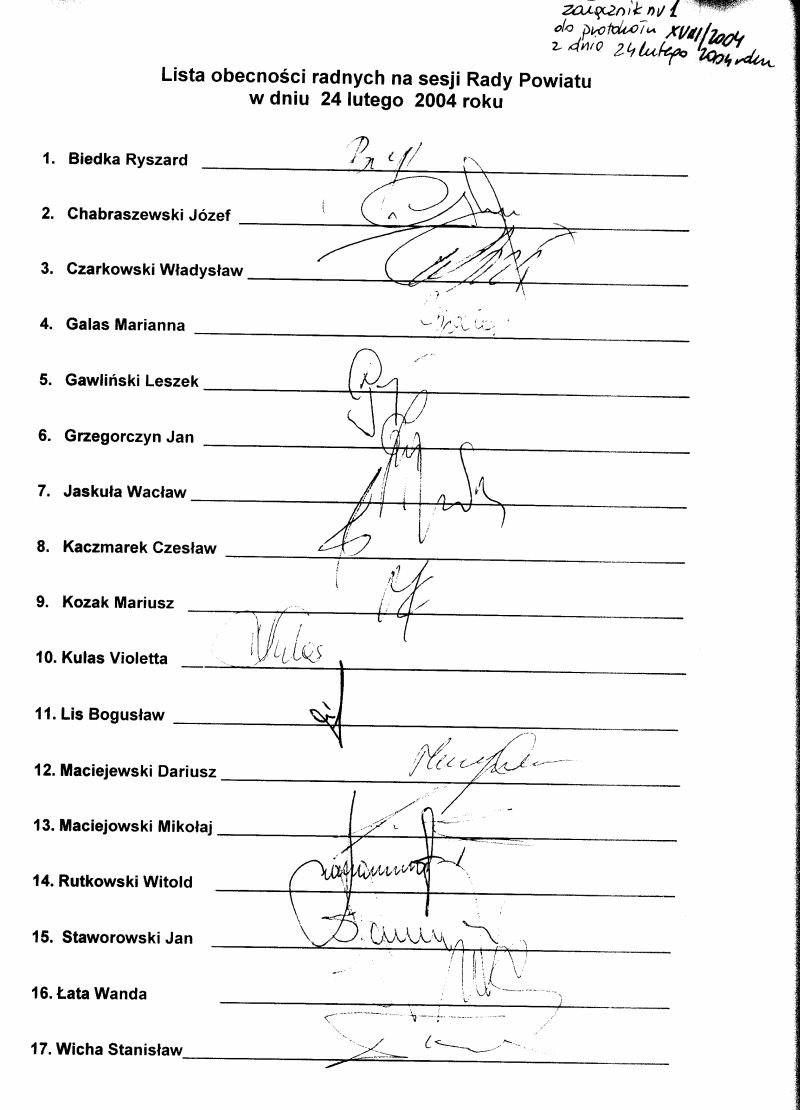 załącznik nr 1
do protokołu XVIII/2004
z dnia 24 lutego 2004 roku
Lista obecności radnych na sesji Rady Powiatu
w dniu 24 lutego 2004 roku
1. Biedka Ryszard
2. Chabraszewski Józef
3. Czarkowski Władysław
4. Galas Marianna
5. Gawliński Leszek
6. Grzegorczyn Jan
7. Jaskuła Wacław
8. Kaczmarek Czesław
9. Kozak Mariusz
Kulas
10. Kulas Violetta
11. Lis Bogusław
12. Maciejewski Dariusz
13. Maciejowski Mikołaj
14. Rutkowski Witold
15. Staworowski Jan
16. Łata Wanda
17. Wicha Stanisław